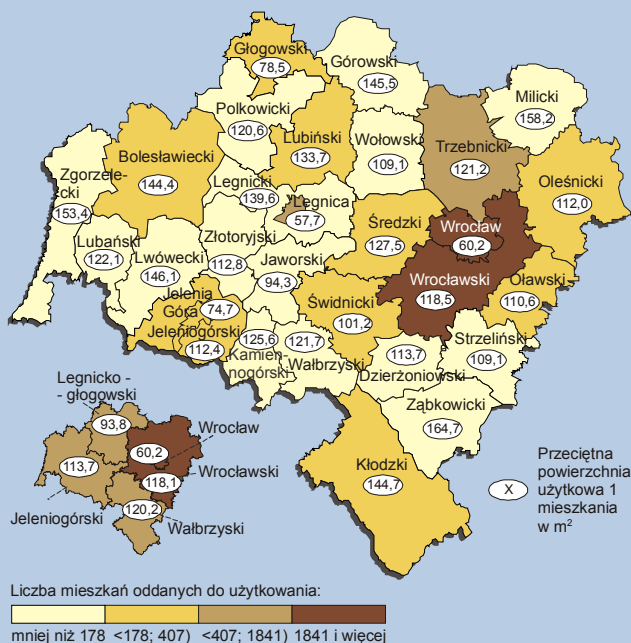 Głogowski
78,5
Górowski
145,5
Milicki
158,2
Polkowicki
120,6
Lubiński
133,7
Wołowski
109,1
Trzebnicki
121,2
Bolesławiecki
144,4
Zgorzele-
cki
153,4
Legnicki
139,6
Legnica
57,7
Oleśnicki
112,0
Średzki
127,5
Wrocław
60,2
Lubański
122,1
Lwówecki
146,1
Złotoryjski
112,8
Jaworski
94,3
Wrocławski
118,5
Oławski
110,6
Jelenia
Góra
74,7
Jeleniogórski
112,4
Świdnicki
101,2
125,6
Kamien-
nogórski
121,7
Wałbrzyski
113,7
Dzierżoniowski
Strzeliński
109,1
Ząbkowicki
164,7
Kłodzki
144,7
Legnicko -
- głogowski
93,8
Wrocław
60,2
113,7
Wrocławski
118,1
120,2
Jeleniogórski
Wałbrzyski
X
Przeciętna
powierzchnia
użytkowa 1
mieszkania
w m²
Liczba mieszkań oddanych do użytkowania:
mniej niż 178 <178; 407) <407; 1841) 1841 i więcej